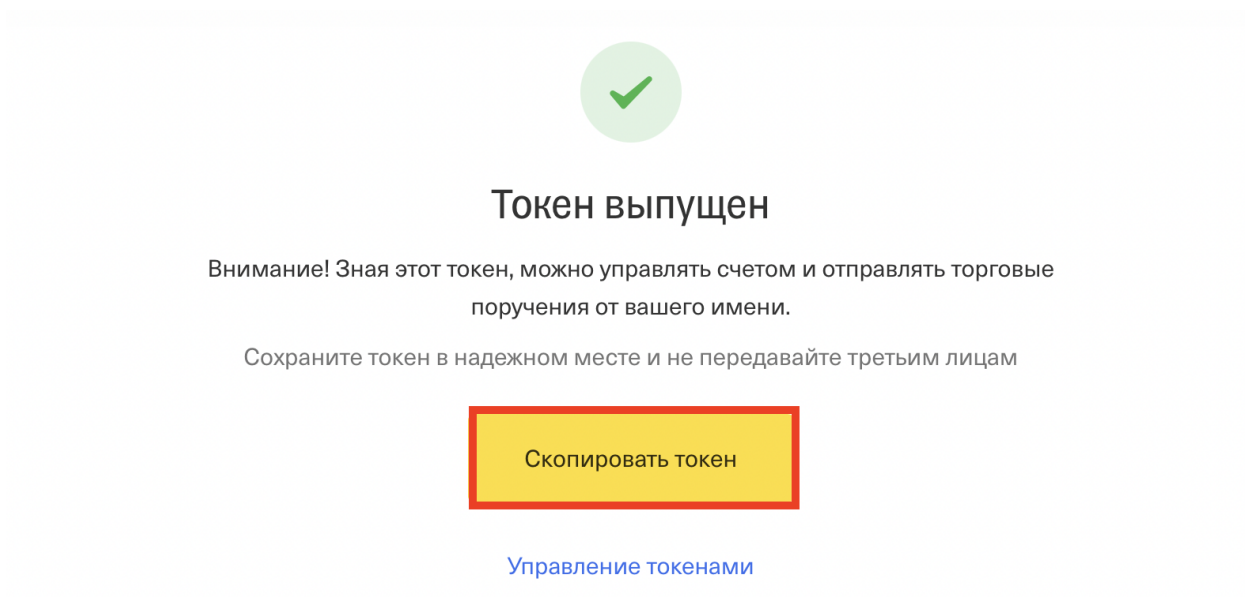 Токен выпущен
Внимание! Зная этот токен, можно управлять счетом и отправлять торговые
поручения от вашего имени.
Сохраните токен в надежном месте и не передавайте третьим лицам
Скопировать токен
Управление токенами